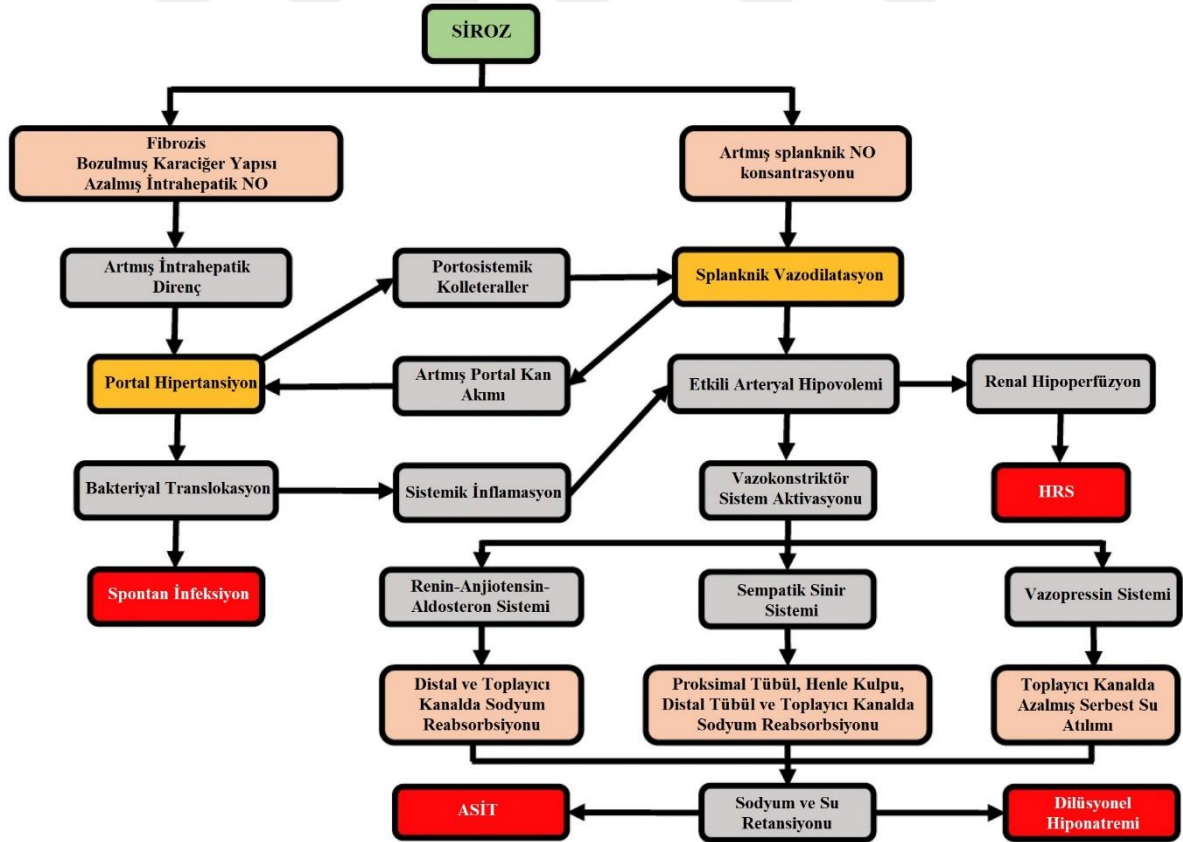 SİROZ
Fibrozis
Bozulmuş Karaciğer Yapısı
Azalmış İntrahepatik NO
Artmış splanknik NO
konsantrasyonu
Artmış İntrahepatik
Direnç
Portosistemik
Kolleteraller
Splanknik Vazodilatasyon
Portal Hipertansiyon
Artmış Portal Kan
Akımı
Etkili Arteryal Hipovolemi
Renal Hipoperfüzyon
Bakteriyal Translokasyon
Sistemik İnflamasyon
Vazokonstriktör
Sistem Aktivasyonu
HRS
Spontan İnfeksiyon
Renin-Anjiotensin-
Aldosteron Sistemi
Sempatik Sinir
Sistemi
Vazopressin Sistemi
Distal ve Toplayıcı
Kanalda Sodyum
Reabsorbsiyonu
Proksimal Tübül, Henle Kulpu,
Distal Tübül ve Toplayıcı Kanalda
Sodyum Reabsorbsiyonu
Toplayıcı Kanalda
Azalmış Serbest Su
Atılımı
ASİT
Sodyum ve Su
Retansiyonu
Dilüsyonel
Hiponatremi